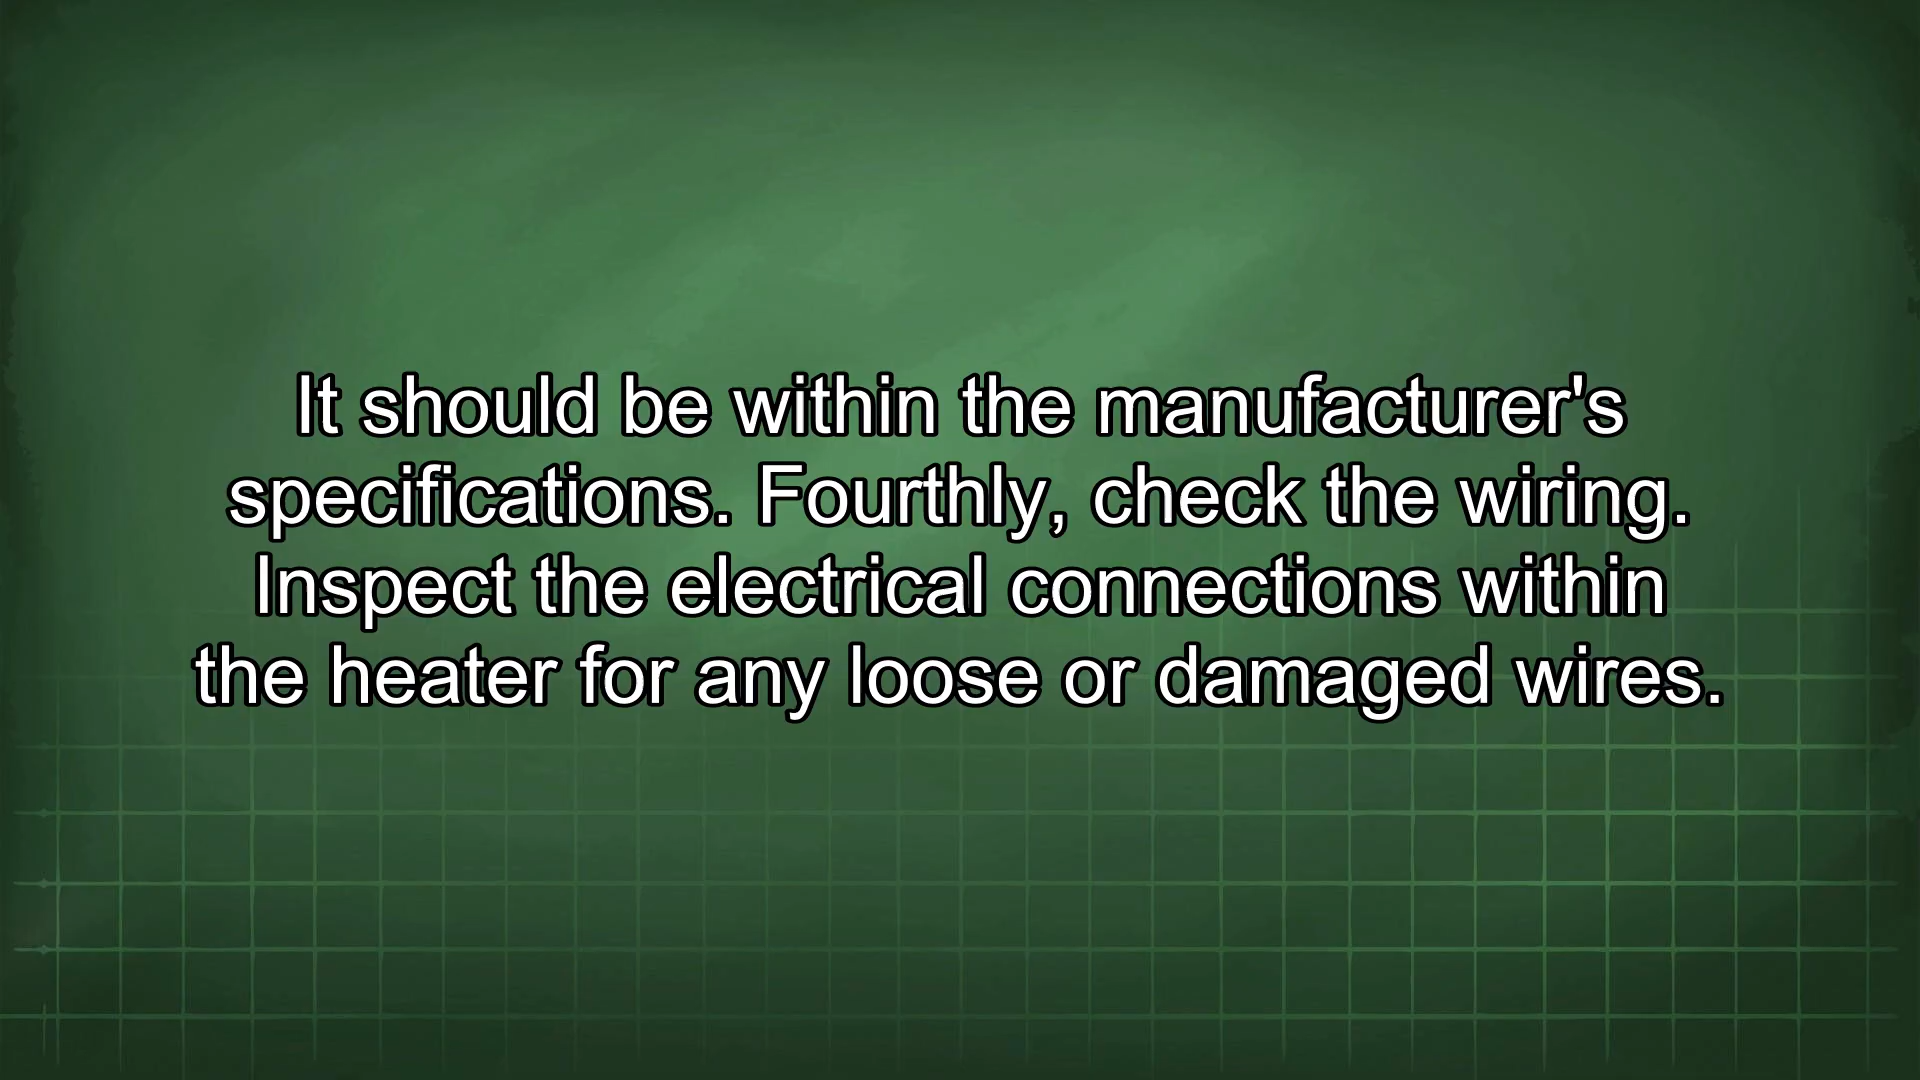 It should be within the manufacturer's
specifications. Fourthly, check the wiring.
Inspect the electrical connections within
the heater for any loose or damaged wires.